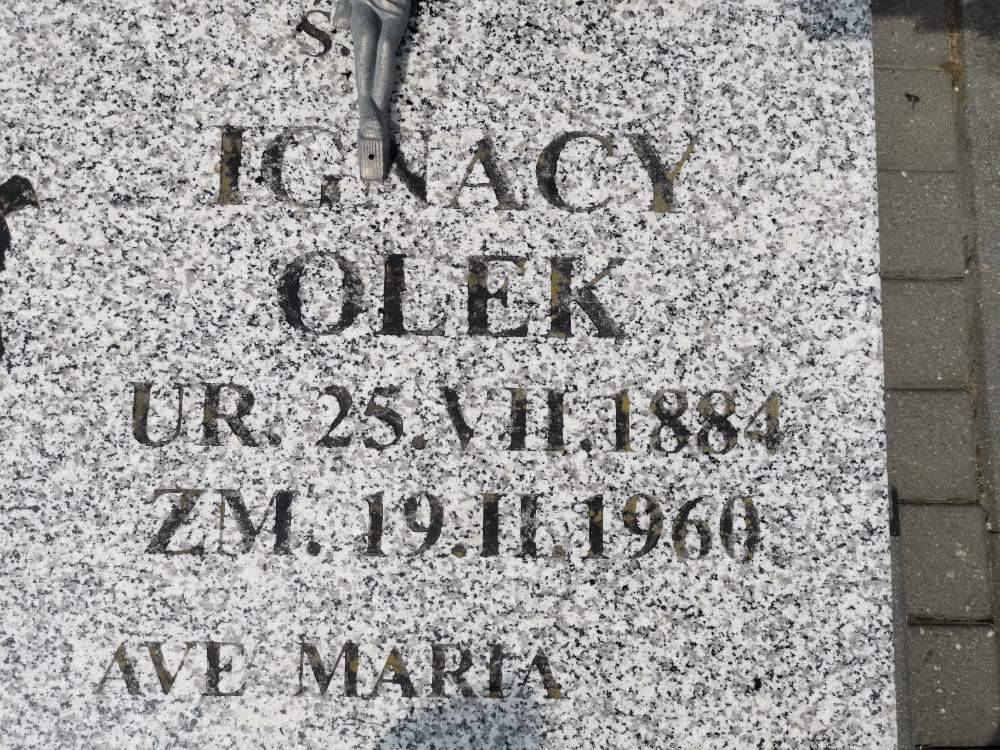 Ś.
IGNACY
OLEK
UR. 25.VII.1884
ZM. 19.II.1960
AVE MARIA